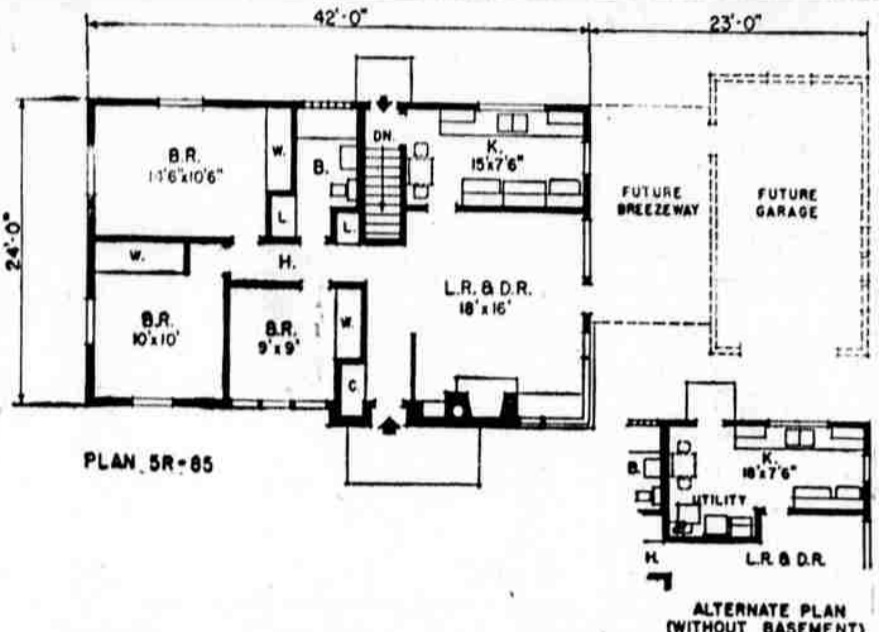 42'-0"
23'-0"
24'-0"
B.R.
14'6"x10'6"
W.
L.
B.
L.
DN.
K.
15'x7'6"
FUTURE
BREEZEWAY
FUTURE
GARAGE
W.
H.
B.R.
10'x10'
B.R.
9'x9'
W.
C.
L.R. & D.R.
18'x16'
PLAN 5R-85
B.
K.
18'x7'6"
UTILITY
H.
L.R. & D.R.
ALTERNATE PLAN
(WITHOUT BASEMENT)